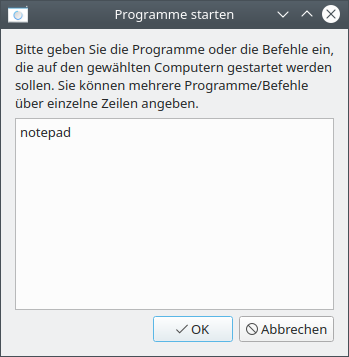 Programme starten
Bitte geben Sie die Programme oder die Befehle ein,
die auf den gewählten Computern gestartet werden
sollen. Sie können mehrere Programme/Befehle
über einzelne Zeilen angeben.
notepad
OK
Abbrechen